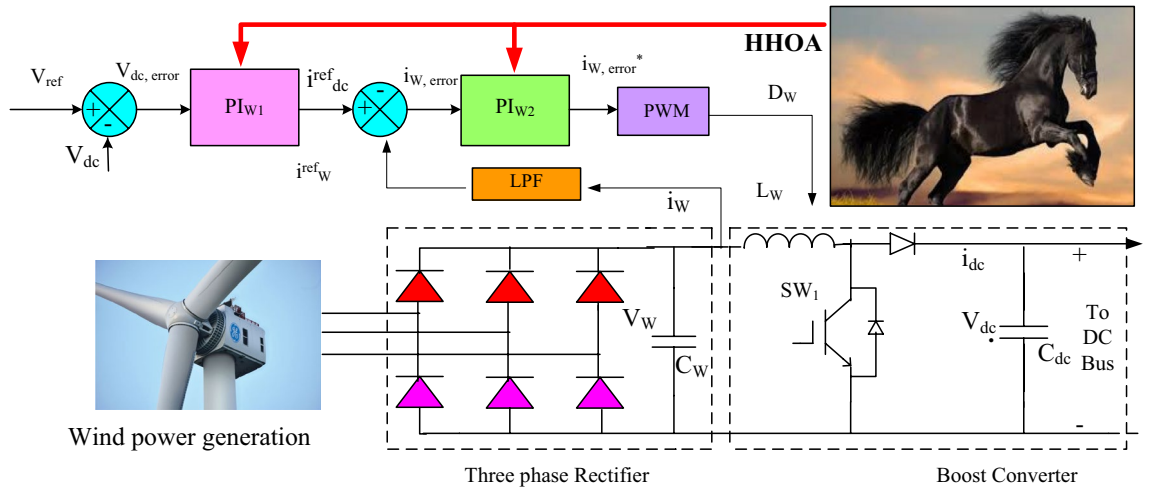 HHOA
V_ref
V_dc, error
PI_W1
i^ref_dc
i_W, error
PI_W2
i_W, error*
PWM
D_W
+
-
+
-
V_dc
i^ref_W
LPF
i_W
L_W
i_dc
+
SW_1
V_W
C_W
V_dc
C_dc
To
DC
Bus
-
Wind power generation
Three phase Rectifier
Boost Converter